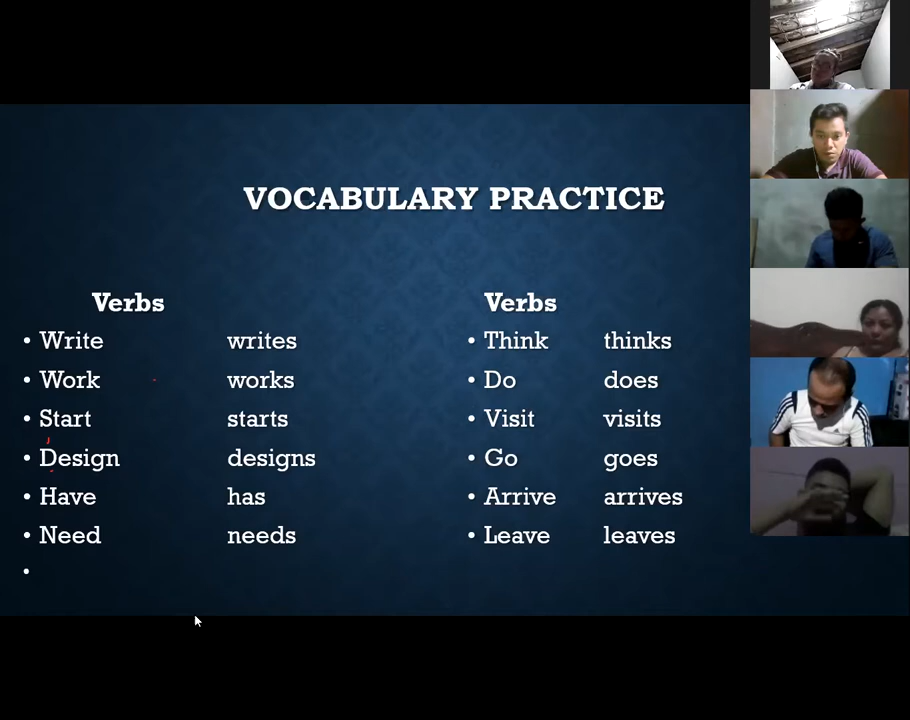 VOCABULARY PRACTICE
Verbs
• Write writes
• Work works
• Start starts
• Design designs
• Have has
• Need needs
•
Verbs
• Think thinks
• Do does
• Visit visits
• Go goes
• Arrive arrives
• Leave leaves